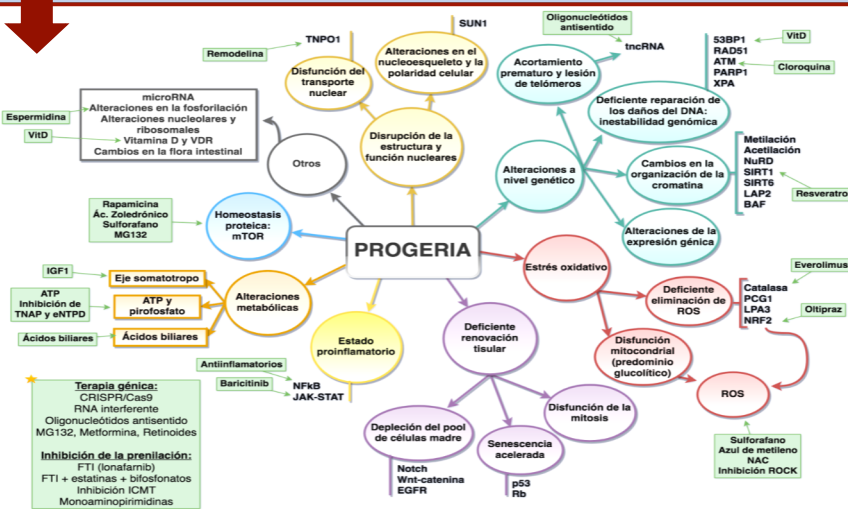 Oligonucleótidos
antisentido
tncRNA
SUN1
TNPO1
Remodelina
Disfunción del
transporte
nuclear
Alteraciones en el
nucleoesqueleto y la
polaridad celular
Acortamiento
prematuro y lesión
de telómeros
53BP1
RAD51
ATM
PARP1
XPA
VitD
Cloroquina
Deficiente reparación de
los daños del DNA:
inestabilidad genómica
microRNA
Alteraciones en la fosforilación
Alteraciones nucleolares y
ribosomales
Vitamina D y VDR
Cambios en la flora intestinal
Espermidina
VitD
Otros
Disrupción de la
estructura y
función nucleares
Alteraciones a
nivel genético
Cambios en la
organización de la
cromatina
Metilación
Acetilación
NuRD
SIRT1
SIRT6
LAP2
BAF
Resveratro
Alteraciones de la
expresión génica
Rapamicina
Ác. Zoledrónico
Sulforafano
MG132
Homeostasis
proteica:
mTOR
PROGERIA
Estrés oxidativo
Everolimus
Deficiente
eliminación de
ROS
Catalasa
PCG1
LPA3
NRF2
Oltipraz
IGF1
Eje somatotropo
ATP
Inhibición de
TNAP y eNTPD
ATP y
pirofosfato
Ácidos biliares
Ácidos biliares
Alteraciones
metabólicas
Estado
proinflamatorio
Deficiente
renovación
tisular
Disfunción
mitocondrial
(predominio
glucolítico)
ROS
Antiinflamatorios
Baricitinib
NFkB
JAK-STAT
Terapia génica:
CRISPR/Cas9
RNA interferente
Oligonucleótidos antisentido
MG132, Metformina, Retinoides
Inhibición de la prenilación:
FTI (lonafarnib)
FTI + estatinas + bifosfonatos
Inhibición ICMT
Monoaminopirimidinas
Depleción del pool
de células madre
Notch
Wnt-catenina
EGFR
Senescencia
acelerada
p53
Rb
Disfunción de la
mitosis
Sulforafano
Azul de metileno
NAC
Inhibición ROCK